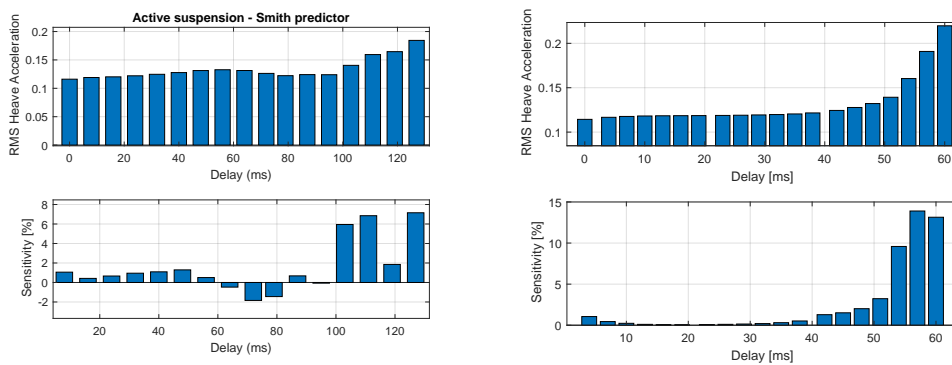 Active suspension - Smith predictor
RMS Heave Acceleration
0.2
0.15
0.1
0.05
0
0 20 40 60 80 100 120
Delay (ms)
Sensitivity [%]
8
6
4
2
0
-2
20 40 60 80 100 120
Delay (ms)
RMS Heave Acceleration
0.2
0.15
0.1
0 10 20 30 40 50 60
Delay [ms]
Sensitivity [%]
15
10
5
0
10 20 30 40 50 60
Delay [ms]